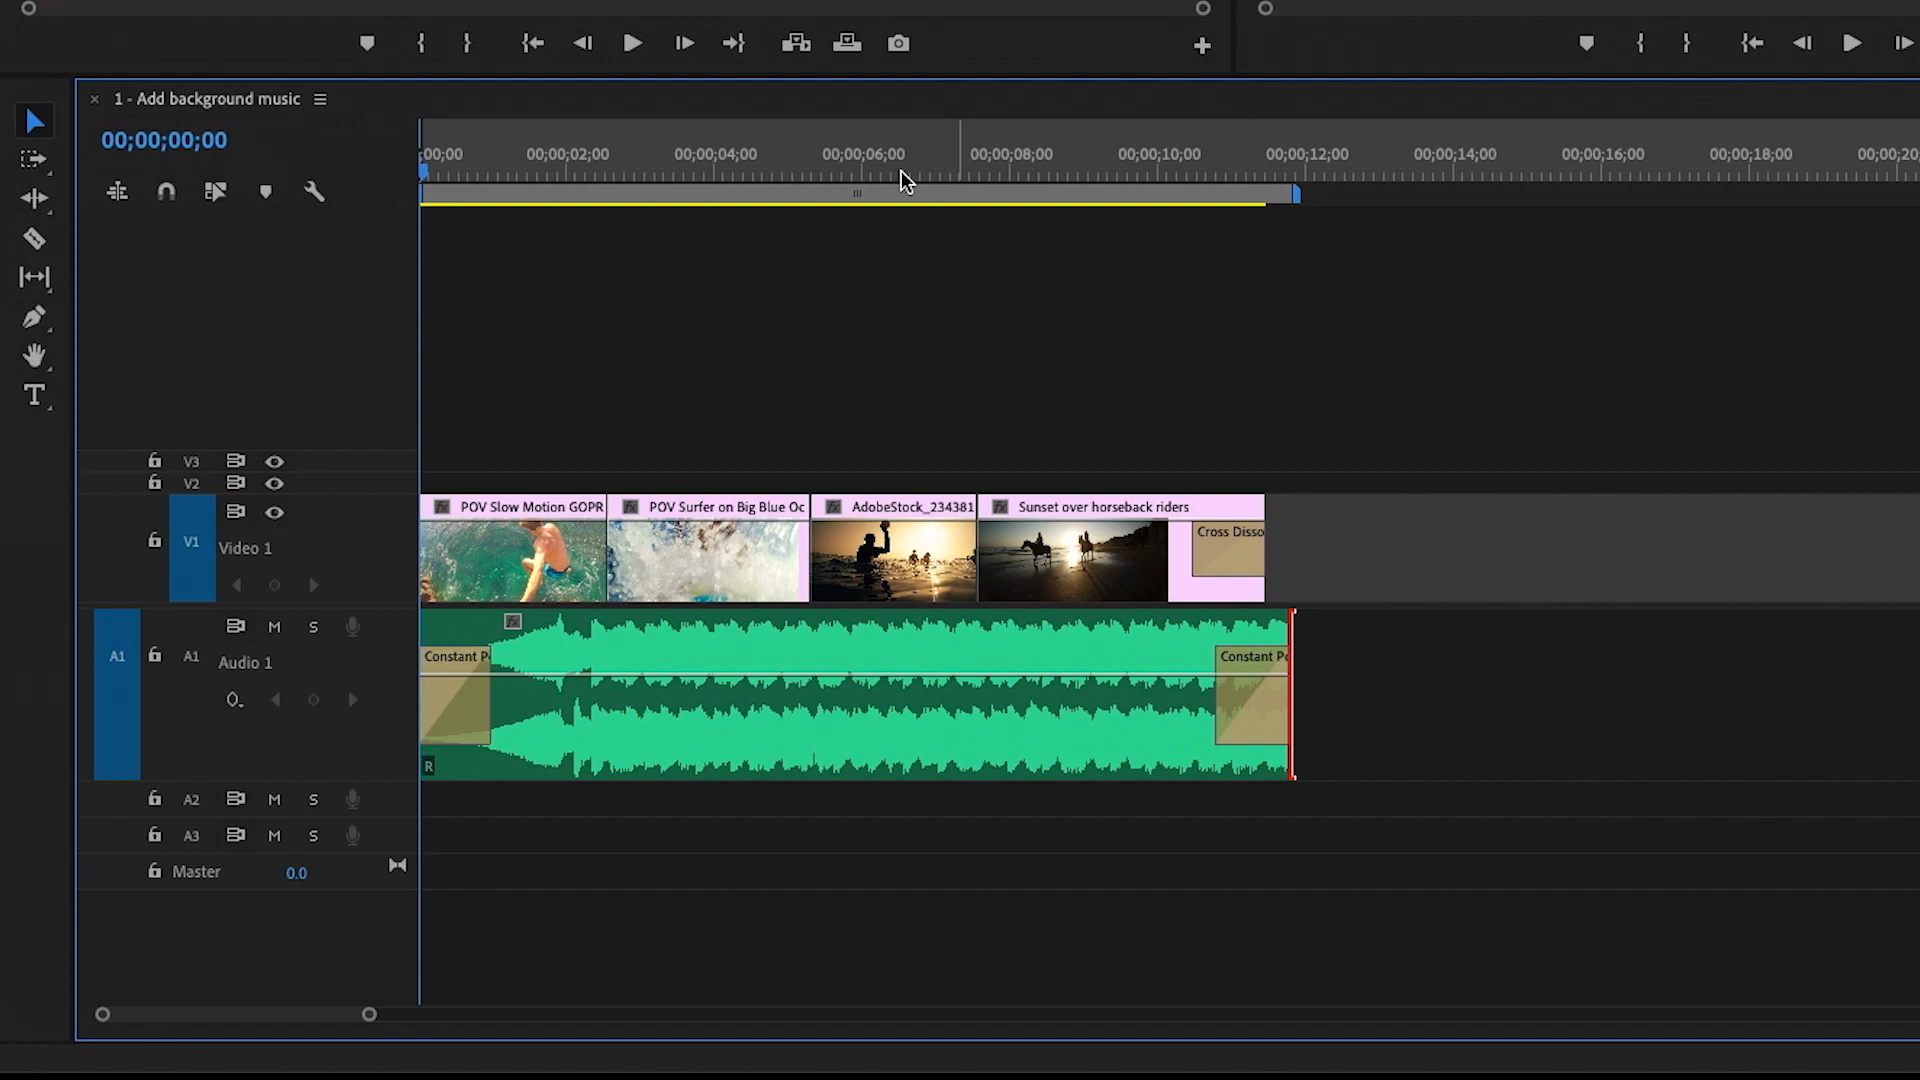 1 - Add background music
00;00;00;00
;00;00 00;00;02;00 00;00;04;00 00;00;06;00 00;00;08;00 00;00;10;00 00;00;12;00 00;00;14;00 00;00;16;00 00;00;18;00 00;00;20
V3
V2
POV Slow Motion GOPR POV Surfer on Big Blue Oc AdobeStock_234381 Sunset over horseback riders
Cross Disso
V1 Video 1
M S
A1 A1 Audio 1
Constant P Constant Po
R
A2 M S
A3 M S
Master 0.0
T